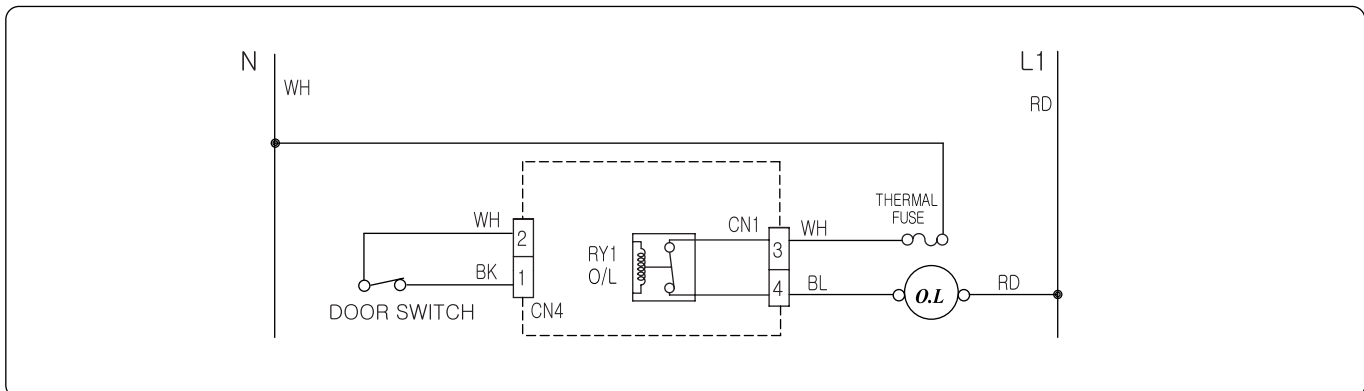 N
L1
WH
RD
THERMAL
FUSE
WH
CN1
WH
2
3
RY1
O/L
BK
1
4
BL
O.L
RD
CN4
DOOR SWITCH